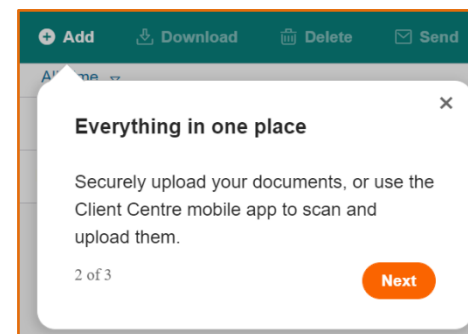 Add Download Delete Send
Everything in one place
Securely upload your documents, or use the
Client Centre mobile app to scan and
upload them.
2 of 3
Next